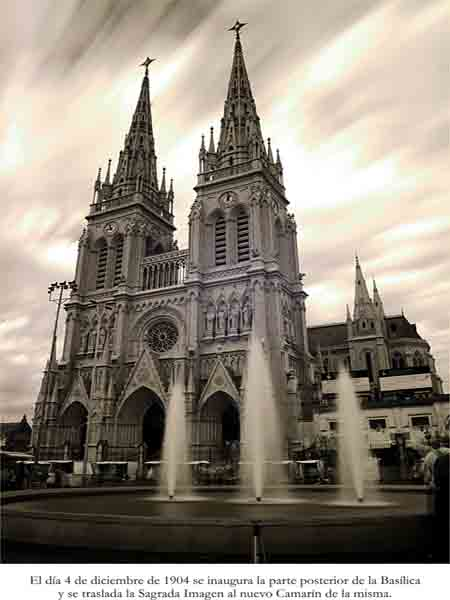 El día 4 de diciembre de 1904 se inaugura la parte posterior de la Basílica
y se traslada la Sagrada Imagen al nuevo Camarín de la misma.